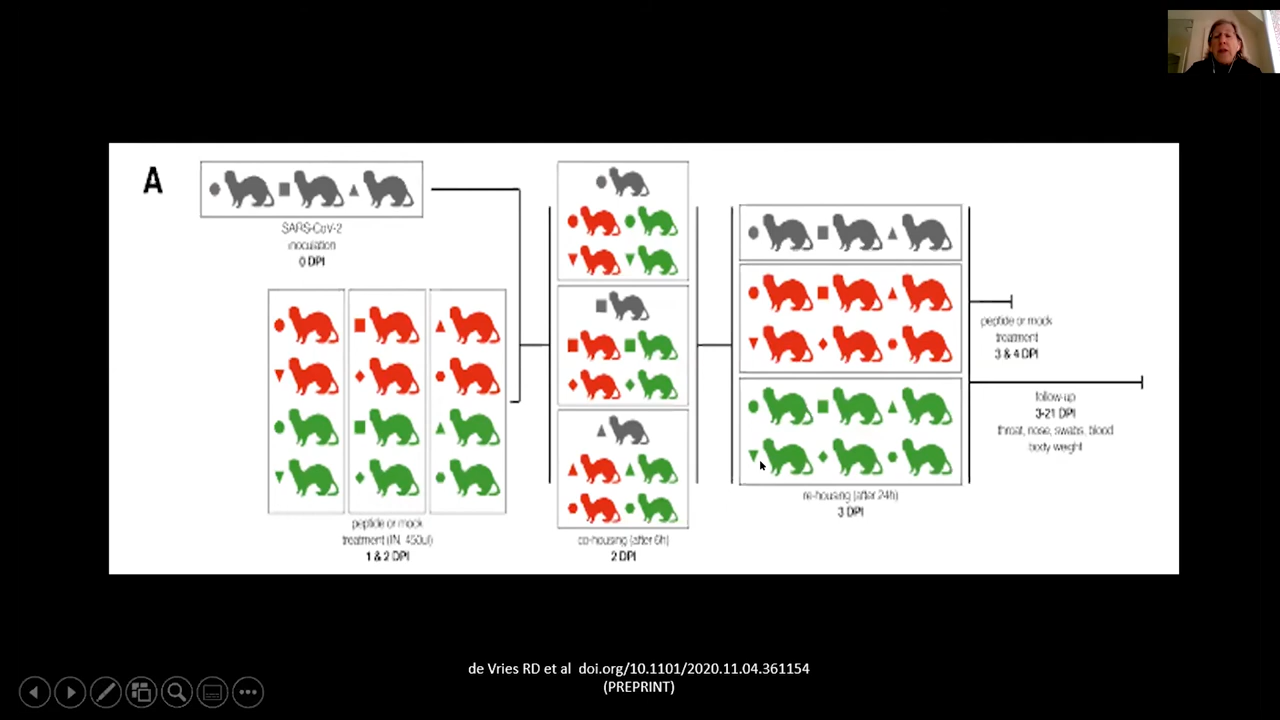 A
SARS-CoV-2
inoculation
0 DPI
peptide or mock
treatment (IN, 450ul)
1 & 2 DPI
co-housing (after 6h)
2 DPI
re-housing (after 24h)
3 DPI
peptide or mock
treatment
3 & 4 DPI
follow-up
3-21 DPI
throat, nose, swabs, blood
body weight
de Vries RD et al doi.org/10.1101/2020.11.04.361154
(PREPRINT)